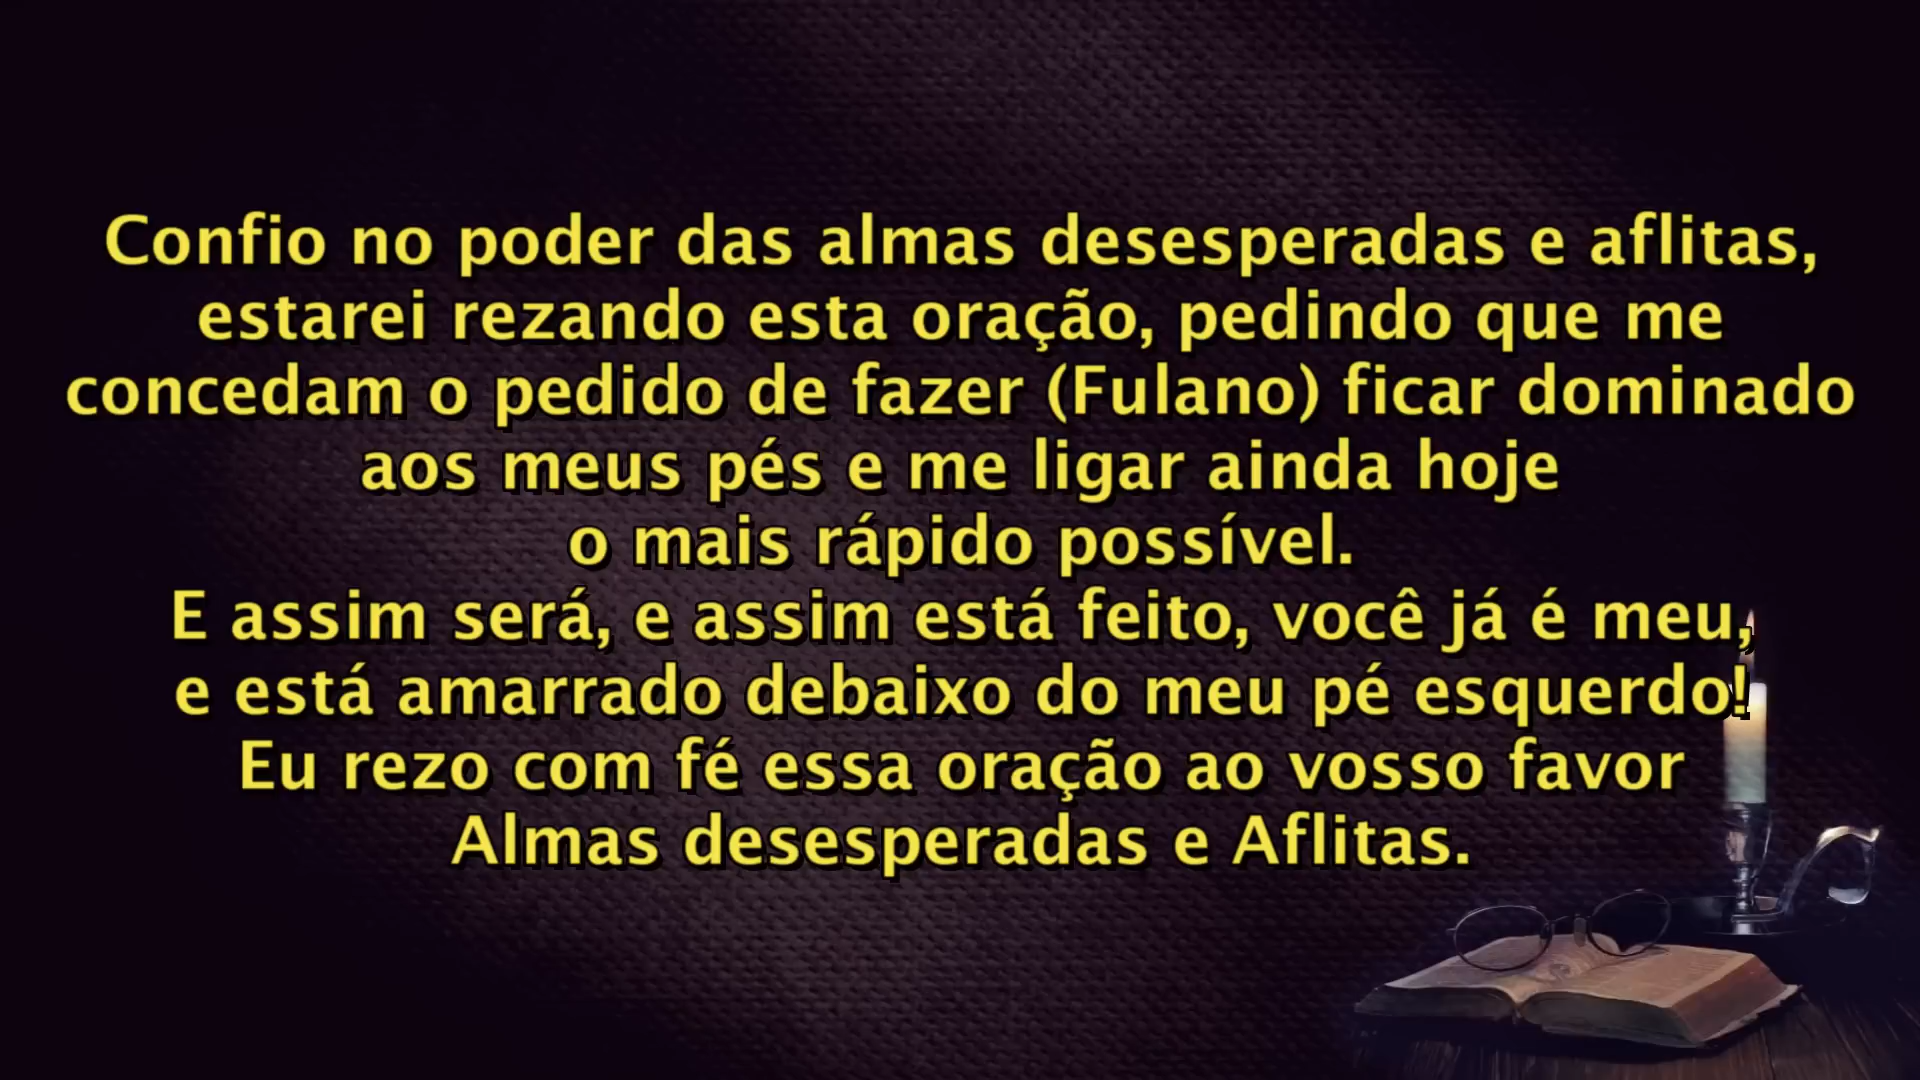 Confio no poder das almas desesperadas e aflitas,
estarei rezando esta oração, pedindo que me
concedam o pedido de fazer (Fulano) ficar dominado
aos meus pés e me ligar ainda hoje
o mais rápido possível.
E assim será, e assim está feito, você já é meu,
e está amarrado debaixo do meu pé esquerdo!
Eu rezo com fé essa oração ao vosso favor
Almas desesperadas e Aflitas.